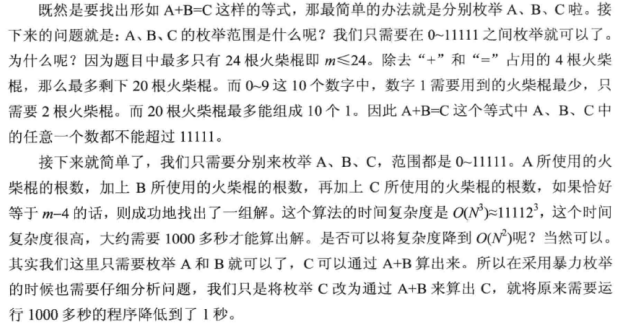 既然是要找出形如 A+B=C 这样的等式，那最简单的办法就是分别枚举 A、B、C 啦。接
下来的问题就是：A、B、C 的枚举范围是什么呢？我们只需要在 0~11111 之间枚举就可以了。
为什么呢？因为题目中最多只有 24 根火柴棍即 m≤24。除去“+”和“=”占用的 4 根火柴
棍，那么最多剩下 20 根火柴棍。而 0~9 这 10 个数字中，数字 1 需要用到的火柴棍最少，只
需要 2 根火柴棍。而 20 根火柴棍最多能组成 10 个 1。因此 A+B=C 这个等式中 A、B、C 中
的任意一个数都不能超过 11111。
接下来就简单了，我们只需要分别来枚举 A、B、C，范围都是 0~11111。A 所使用的火
柴棍的根数，加上 B 所使用的火柴棍的根数，再加上 C 所使用的火柴棍的根数，如果恰好
等于 m−4 的话，则成功地找出了一组解。这个算法的时间复杂度是 O(N³)≈11112³，这个时间
复杂度很高，大约需要 1000 多秒才能算出解。是否可以将复杂度降到 O(N²)呢？当然可以。
其实我们这里只需要枚举 A 和 B 就可以了，C 可以通过 A+B 算出来。所以在采用暴力枚举
的时候也需要仔细分析问题，我们只是将枚举 C 改为通过 A+B 来算出 C，就将原来需要运
行 1000 多秒的程序降低到了 1 秒。